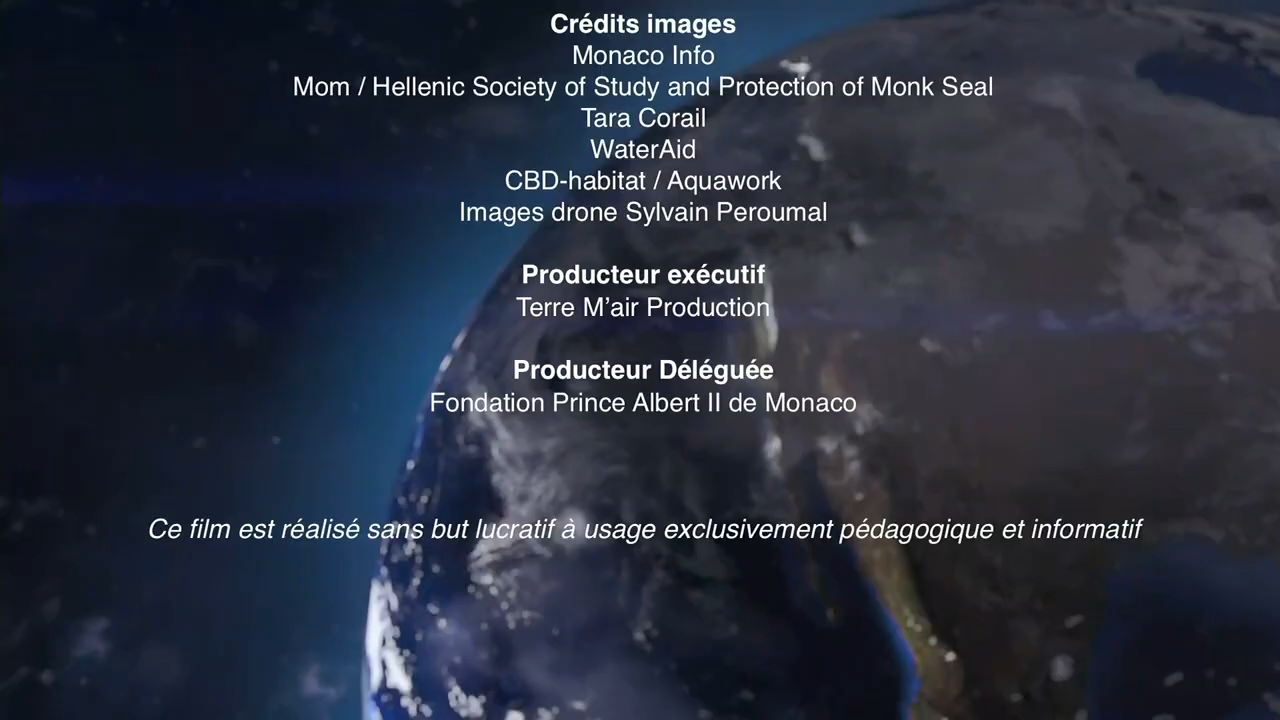 Crédits images
Monaco Info
Mom / Hellenic Society of Study and Protection of Monk Seal
Tara Corail
WaterAid
CBD-habitat / Aquawork
Images drone Sylvain Peroumal
Producteur exécutif
Terre M’air Production
Producteur Déléguée
Fondation Prince Albert II de Monaco
Ce film est réalisé sans but lucratif à usage exclusivement pédagogique et informatif